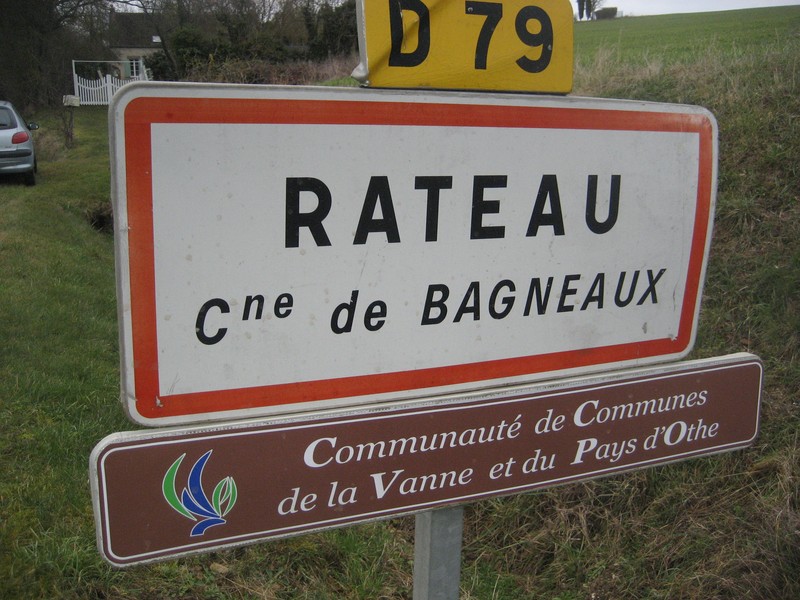 D 79
RATEAU
Cne de BAGNEAUX
Communauté de Communes
de la Vanne et du Pays d'Othe